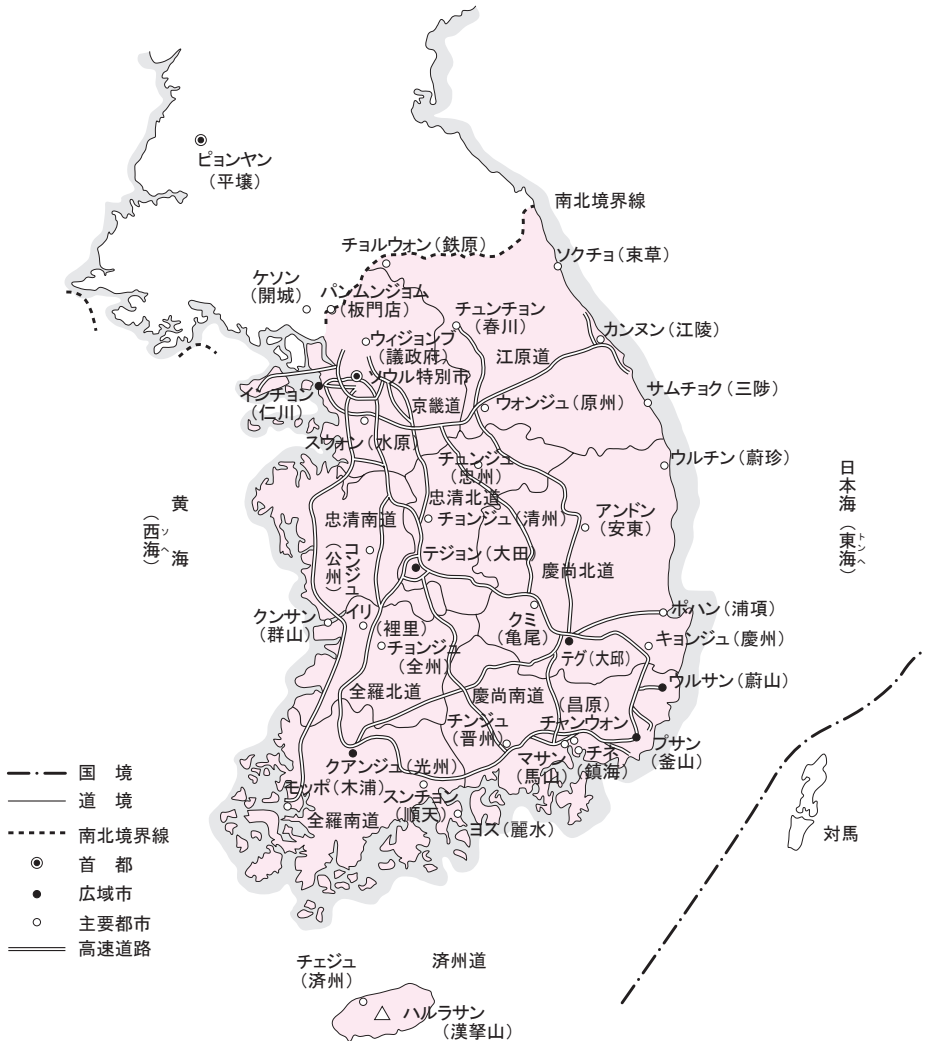 ピョンヤン
(平壌)
南北境界線
チョルウォン(鉄原)
ソクチョ(束草)
ケソン
(開城)
パンムンジョム
(板門店)
チュンチョン
(春川)
カンヌン(江陵)
ウィジョンブ
(議政府)
江原道
ソウル特別市
インチョン
(仁川)
京畿道
ウォンジュ(原州)
サムチョク(三陟)
スウォン(水原)
チュンジュ
(忠州)
ウルチン(蔚珍)
忠清北道
黄海
(西海)
ソヘ
日本海(東海)
トンヘ
忠清南道
チョンジュ(清州)
アンドン
(安東)
コンジュ
(公州)
テジョン(大田)
慶尚北道
クンサン
(群山)
イリ
(裡里)
クミ
(亀尾)
ポハン(浦項)
チョンジュ
(全州)
キョンジュ(慶州)
テグ(大邱)
全羅北道
慶尚南道
ウルサン(蔚山)
(昌原)
チャンウォン
チンジュ
(晋州)
マサン
(馬山)
チネ
(鎮海)
プサン
(釜山)
クアンジュ(光州)
モッポ(木浦)
スンチョン
(順天)
全羅南道
ヨス(麗水)
対馬
国 境
道 境
南北境界線
首 都
広域市
主要都市
高速道路
チェジュ
(済州)
済州道
ハルラサン
(漢拏山)